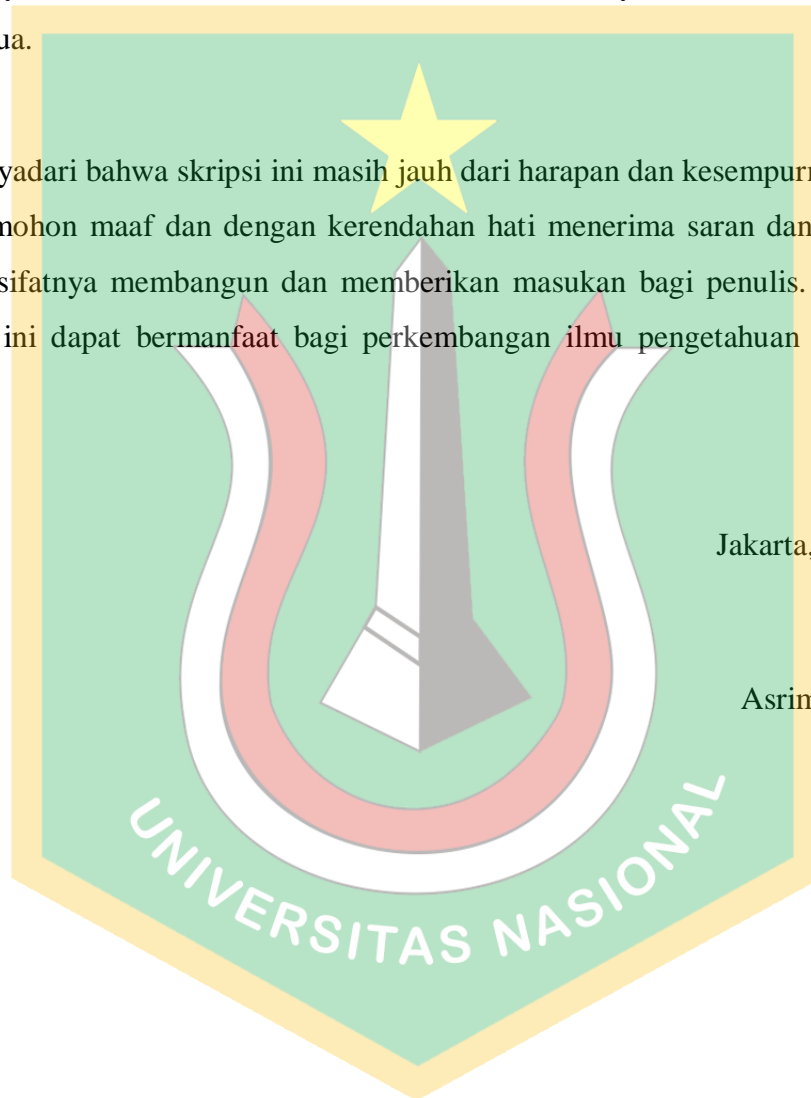 ua.
yadari bahwa skripsi ini masih jauh dari harapan dan kesempurn
mohon maaf dan dengan kerendahan hati menerima saran dan
sifatnya membangun dan memberikan masukan bagi penulis.
ini dapat bermanfaat bagi perkembangan ilmu pengetahuan
Jakarta,
Asrim
UNIVERSITAS NASIONAL